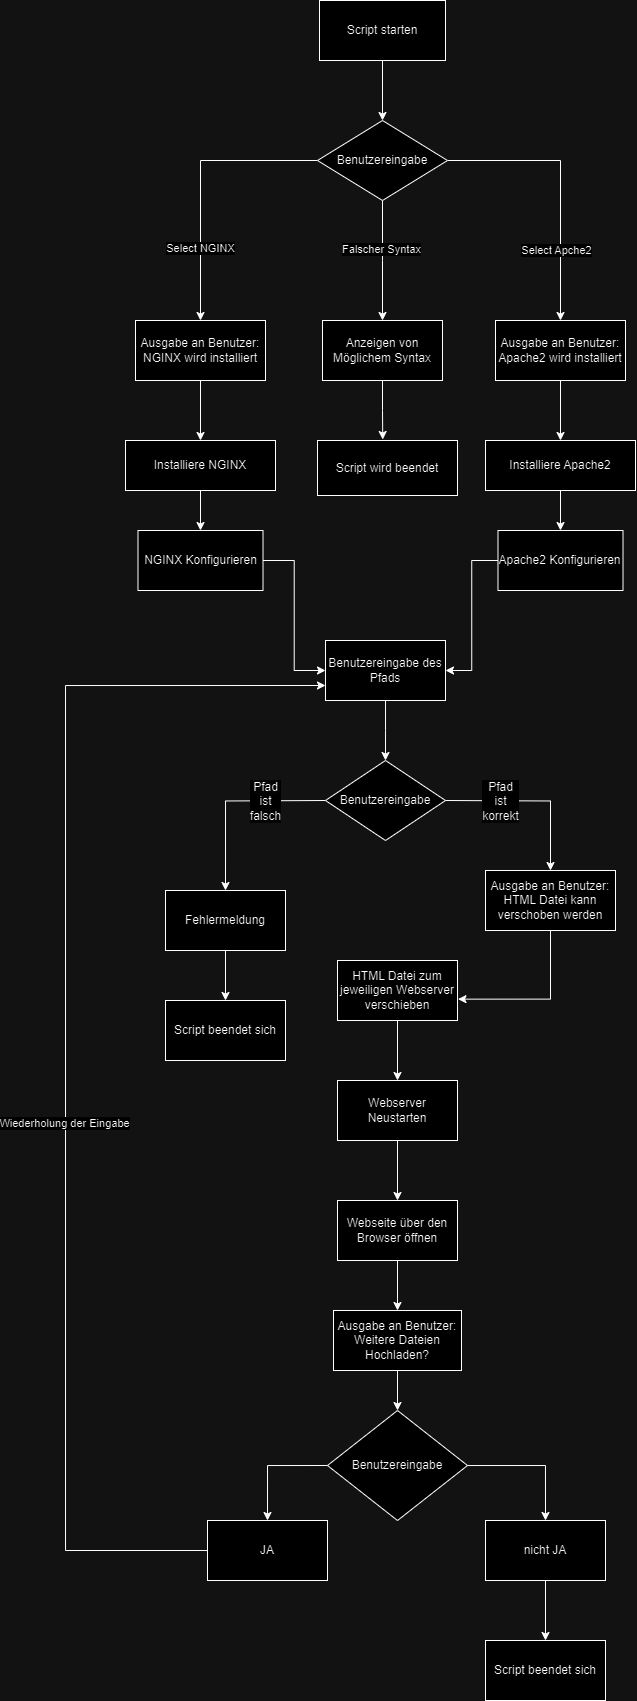 Script starten
Benutzereingabe
Select NGINX
Falscher Syntax
Select Apche2
Ausgabe an Benutzer:
NGINX wird installiert
Anzeigen von
Möglichem Syntax
Ausgabe an Benutzer:
Apache2 wird installiert
Installiere NGINX
Script wird beendet
Installiere Apache2
NGINX Konfigurieren
Apache2 Konfigurieren
Benutzereingabe des
Pfads
Benutzereingabe
Pfad
ist
falsch
Pfad
ist
korrekt
Fehlermeldung
Ausgabe an Benutzer:
HTML Datei kann
verschoben werden
Script beendet sich
HTML Datei zum
jeweiligen Webserver
verschieben
Webserver
Neustarten
Wiederholung der Eingabe
Webseite über den
Browser öffnen
Ausgabe an Benutzer:
Weitere Dateien
Hochladen?
Benutzereingabe
JA
nicht JA
Script beendet sich